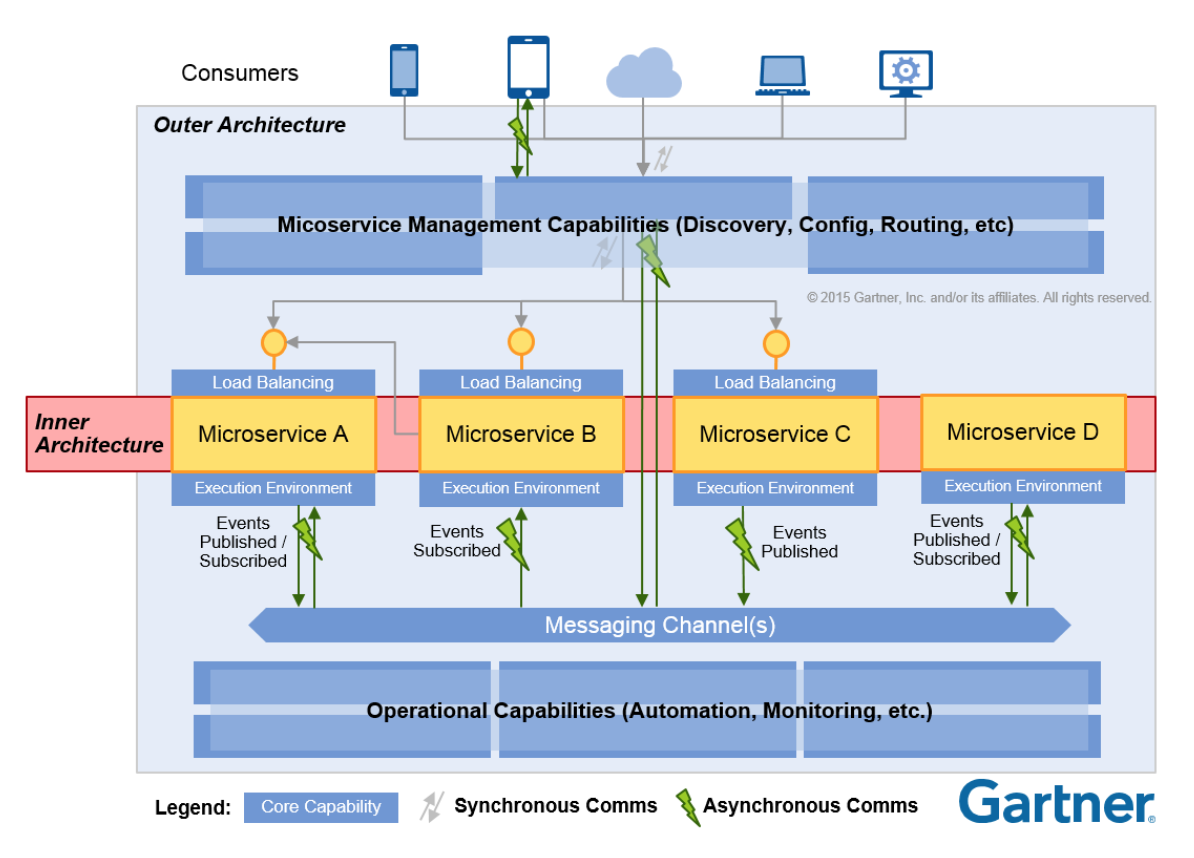 Consumers
Outer Architecture
Micoservice Management Capabilities (Discovery, Config, Routing, etc)
© 2015 Gartner, Inc. and/or its affiliates. All rights reserved.
Load Balancing
Load Balancing
Load Balancing
Inner
Architecture
Microservice A
Microservice B
Microservice C
Microservice D
Execution Environment
Execution Environment
Execution Environment
Execution Environment
Events
Published /
Subscribed
Events
Subscribed
Events
Published
Events
Published /
Subscribed
Messaging Channel(s)
Operational Capabilities (Automation, Monitoring, etc.)
Legend:
Core Capability
Synchronous Comms
Asynchronous Comms
Gartner®